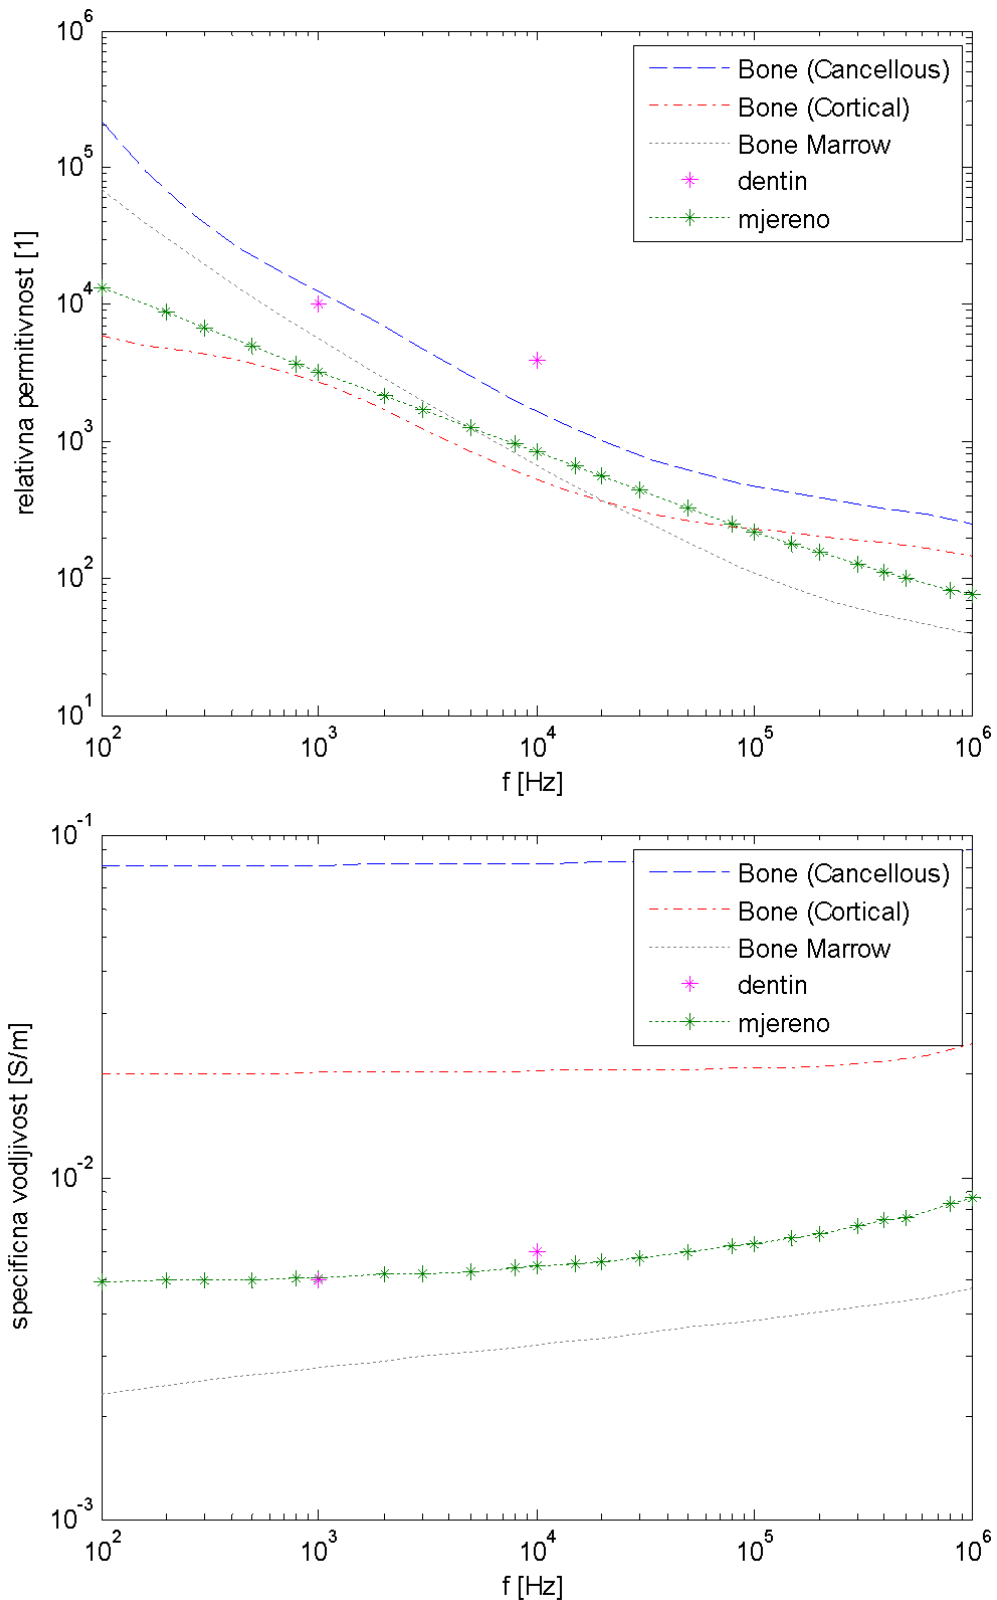 relativna permitivnost [1]
10^6
10^5
10^4
10^3
10^2
10^1
Bone (Cancellous)
Bone (Cortical)
Bone Marrow
dentin
mjereno
10^2 10^3 10^4 10^5 10^6
f [Hz]
specificna vodljivost [S/m]
10^-1
10^-2
10^-3
Bone (Cancellous)
Bone (Cortical)
Bone Marrow
dentin
mjereno
10^2 10^3 10^4 10^5 10^6
f [Hz]